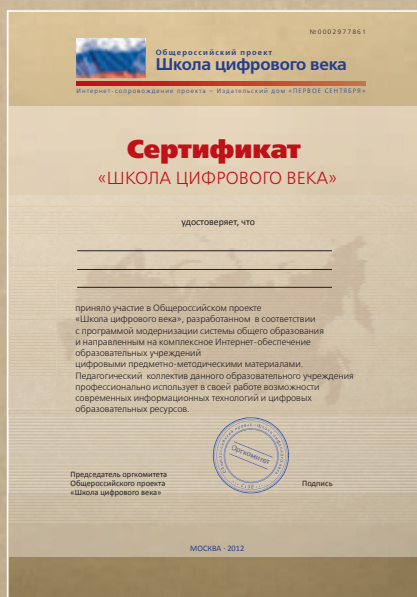 №0002977861
Общероссийский проект
Школа цифрового века
Интернет-сопровождение проекта – Издательский дом «ПЕРВОЕ СЕНТЯБРЯ»
Сертификат
«ШКОЛА ЦИФРОВОГО ВЕКА»
удостоверяет, что
приняло участие в Общероссийском проекте
«Школа цифрового века», разработанном в соответствии
с программой модернизации системы общего образования
и направленным на комплексное Интернет-обеспечение
образовательных учреждений
цифровыми предметно-методическими материалами.
Педагогический коллектив данного образовательного учреждения
профессионально использует в своей работе возможности
современных информационных технологий и цифровых
образовательных ресурсов.
Оргкомитет
Председатель оргкомитета
Общероссийского проекта
«Школа цифрового века»
Подпись
МОСКВА · 2012